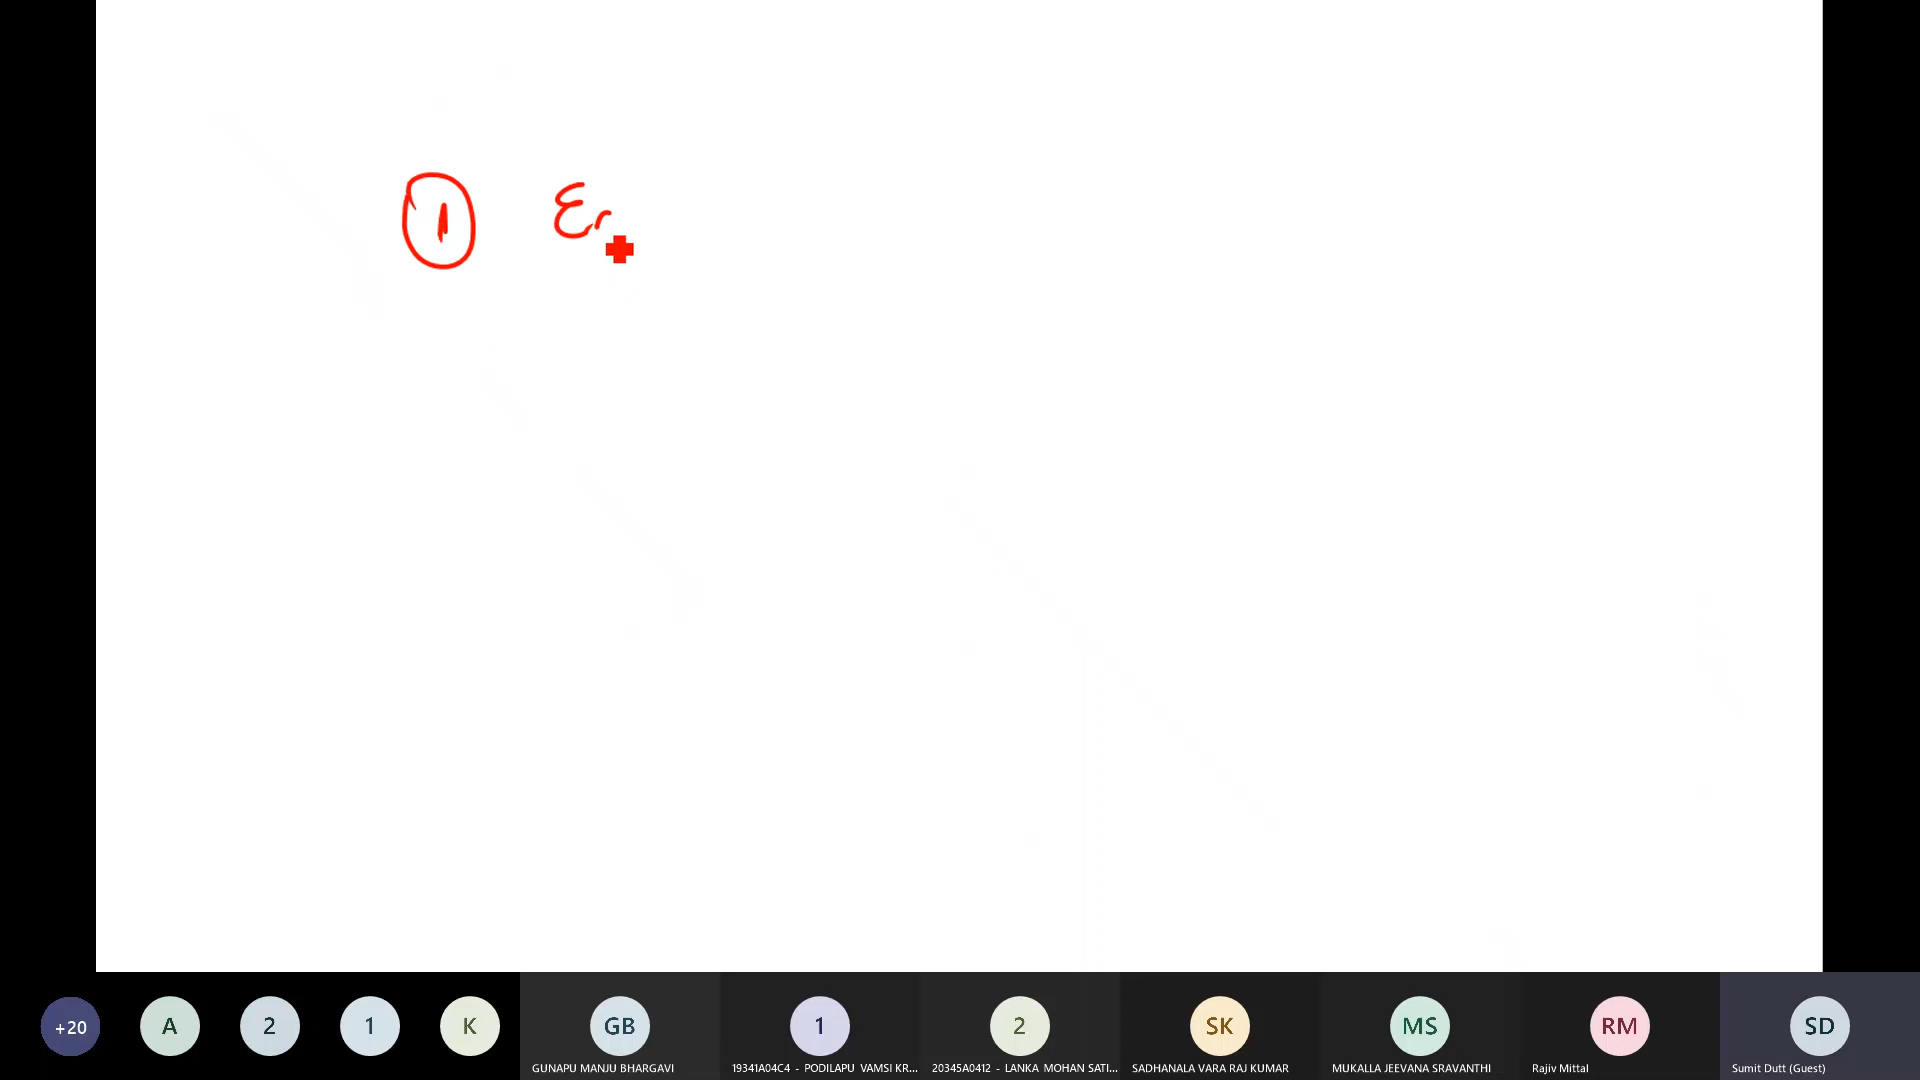 1 Er
+20 A 2 1 K GB 1 2 SK MS RM SD
GUNAPU MANJU BHARGAVI 19341A04C4 - PODILAPU VAMSI KR... 20345A0412 - LANKA MOHAN SATI... SADHANALA VARA RAJ KUMAR MUKALLA JEEVANA SRAVANTHI Rajiv Mittal Sumit Dutt (Guest)